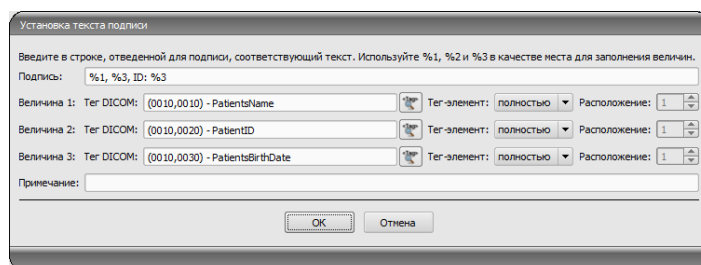 Установка текста подписи
Введите в строке, отведенной для подписи, соответствующий текст. Используйте %1, %2 и %3 в качестве места для заполнения величин.
Подпись: %1, %3, ID: %3
Величина 1: Тег DICOM: (0010,0010) - PatientsName Тег-элемент: полностью Расположение: 1
Величина 2: Тег DICOM: (0010,0020) - PatientID Тег-элемент: полностью Расположение: 1
Величина 3: Тег DICOM: (0010,0030) - PatientsBirthDate Тег-элемент: полностью Расположение: 1
Примечание:
OK Отмена